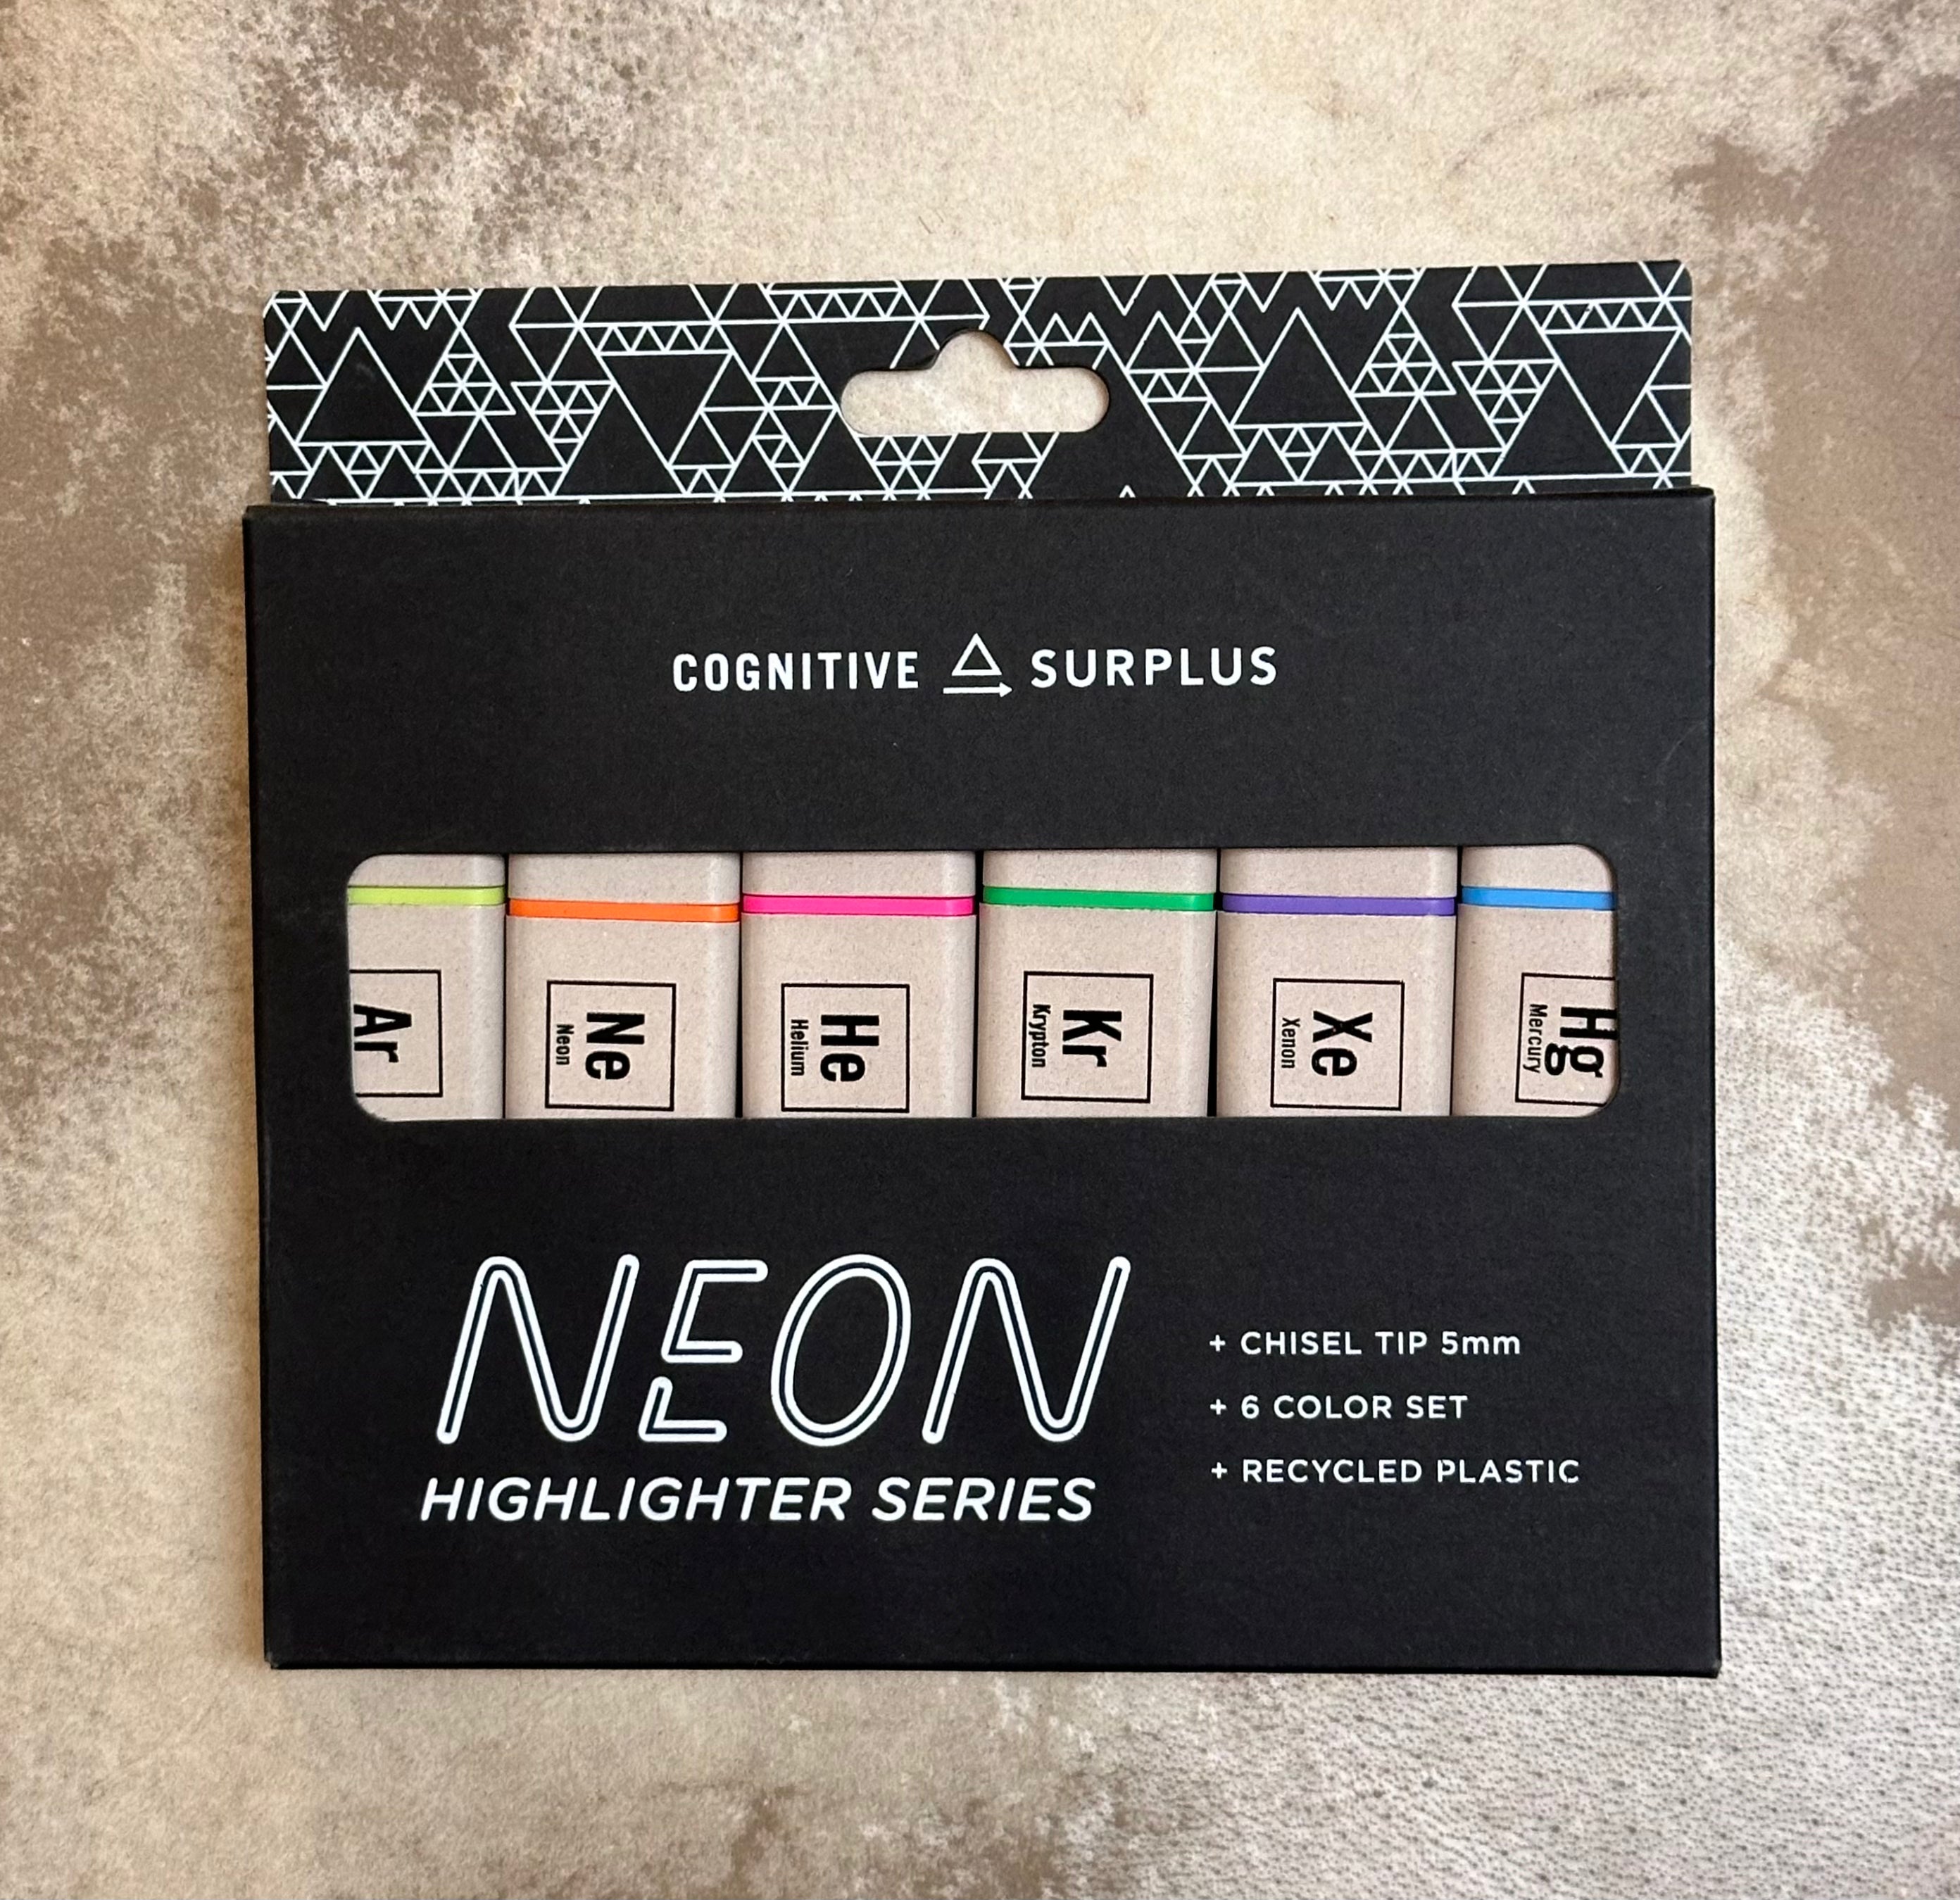 COGNITIVE SURPLUS
Ar
Ne
Neon
He
Helium
Kr
Krypton
Xe
Xenon
Hg
Mercury
NEON
HIGHLIGHTER SERIES
+ CHISEL TIP 5mm
+ 6 COLOR SET
+ RECYCLED PLASTIC